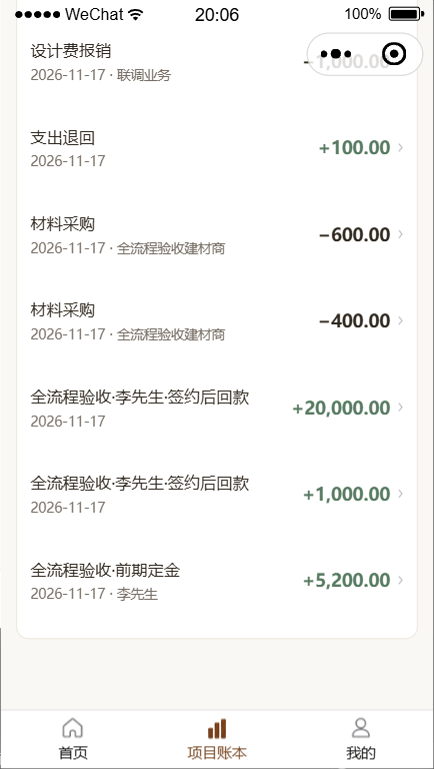 WeChat 20:06 100%
设计费报销
-1,000.00
2026-11-17 · 联调业务
支出退回
+100.00
2026-11-17
材料采购
−600.00
2026-11-17 · 全流程验收建材商
材料采购
−400.00
2026-11-17 · 全流程验收建材商
全流程验收·李先生·签约后回款
+20,000.00
2026-11-17
全流程验收·李先生·签约后回款
+1,000.00
2026-11-17
全流程验收·前期定金
+5,200.00
2026-11-17 · 李先生
首页 项目账本 我的